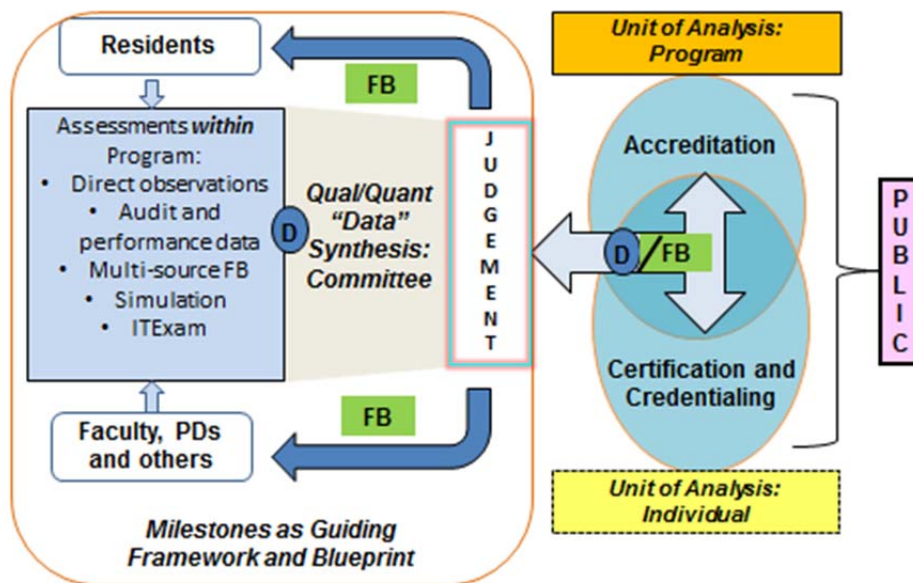 Residents
FB
Assessments within
Program:
• Direct observations
• Audit and
performance data
• Multi-source FB
• Simulation
• ITExam
D
Qual/Quant
“Data”
Synthesis:
Committee
JUDGEMENT
Faculty, PDs
and others
FB
Milestones as Guiding
Framework and Blueprint
Unit of Analysis:
Program
Accreditation
D/FB
Certification and
Credentialing
Unit of Analysis:
Individual
PUBLIC